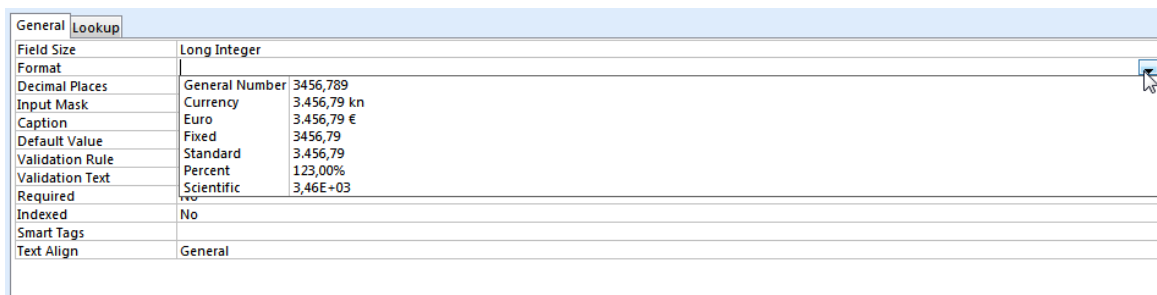 General Lookup
Field Size Long Integer
Format
Decimal Places General Number 3456,789
Input Mask Currency 3.456,79 kn
Caption Euro 3.456,79 €
Default Value Fixed 3456,79
Validation Rule Standard 3.456,79
Validation Text Percent 123,00%
Required Scientific 3,46E+03
No
Indexed No
Smart Tags
Text Align General